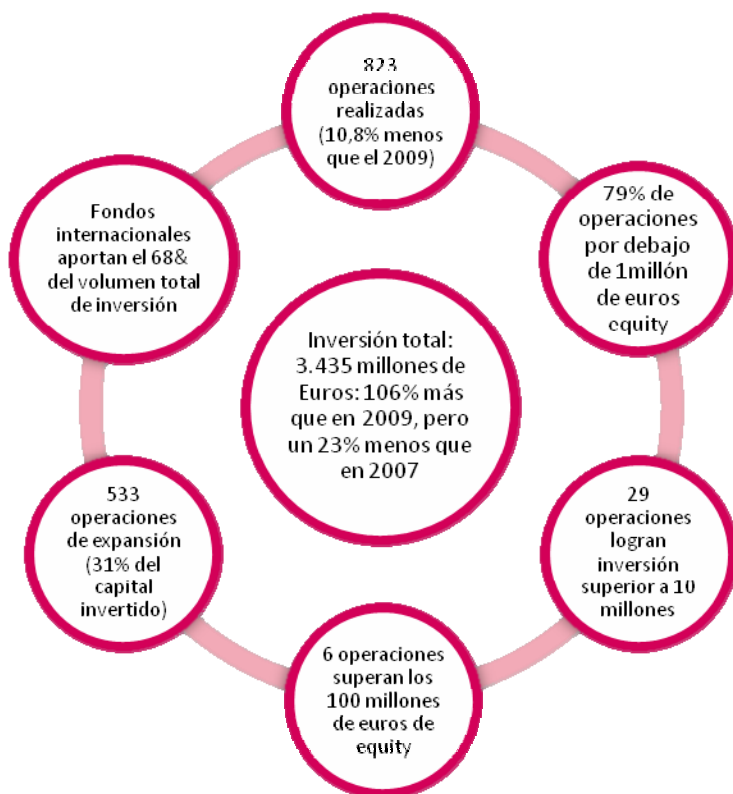 823
operaciones
realizadas
(10,8% menos
que el 2009)
79% de
operaciones
por debajo
de 1millón
de euros
equity
29
operaciones
logran
inversión
superior a 10
millones
6 operaciones
superan los
100 millones
de euros de
equity
533
operaciones
de expansión
(31% del
capital
invertido)
Fondos
internacionales
aportan el 68&
del volumen total
de inversión
Inversión total:
3.435 millones de
Euros: 106% más
que en 2009, pero
un 23% menos que
en 2007